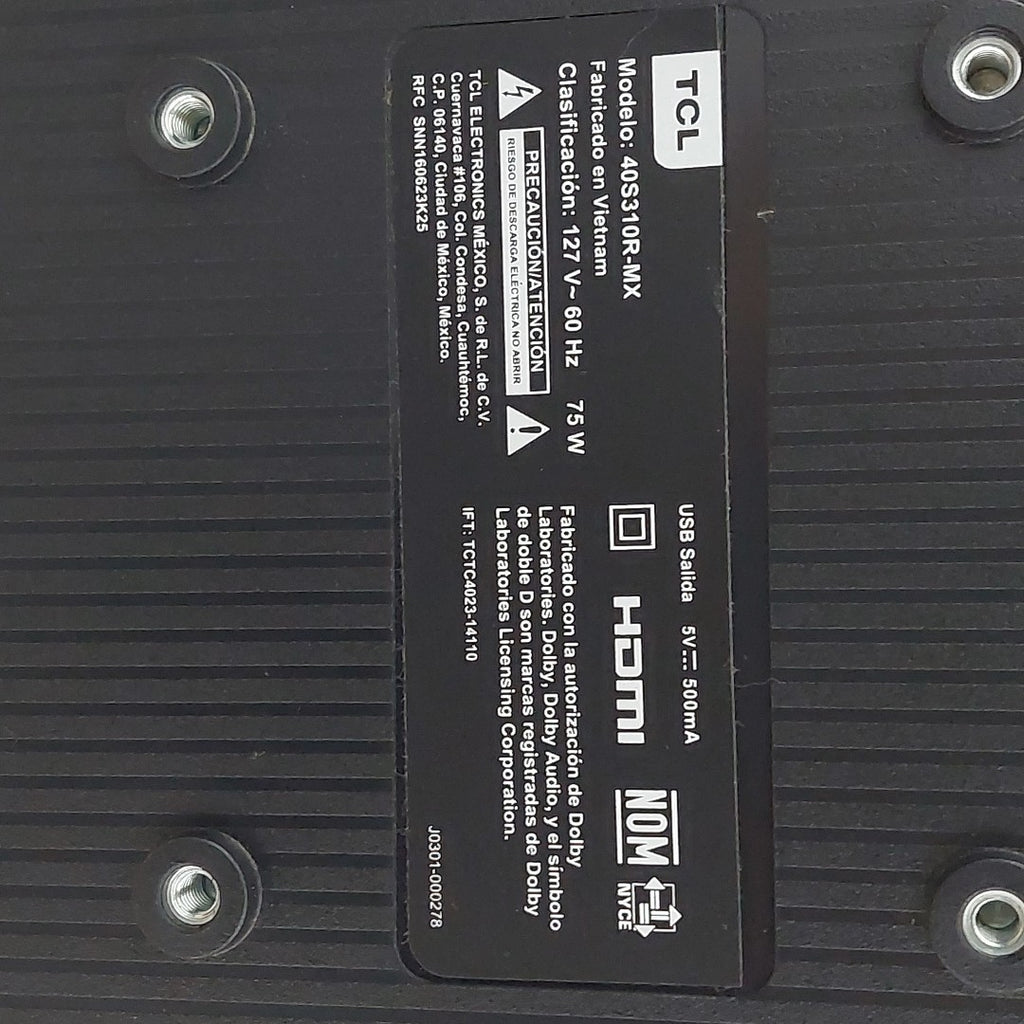 TCL
Modelo: 40S310R-MX
Fabricado en Vietnam
Clasificación: 127 V~ 60 Hz 75 W
PRECAUCIÓN/ATENCIÓN
RIESGO DE DESCARGA ELÉCTRICA NO ABRIR
TCL ELECTRONICS MÉXICO, S. de R.L. de C.V.
Cuernavaca #106, Col. Condesa, Cuauhtémoc,
C.P. 06140, Ciudad de México, México.
RFC SNN160623K25
USB Salida 5V⎓ 500mA
HDMI
NOM
NYCE
Fabricado con la autorización de Dolby
Laboratories. Dolby, Dolby Audio, y el símbolo
de doble D son marcas registradas de Dolby
Laboratories Licensing Corporation.
IFT: TCTC4023-14110
J0301-000278